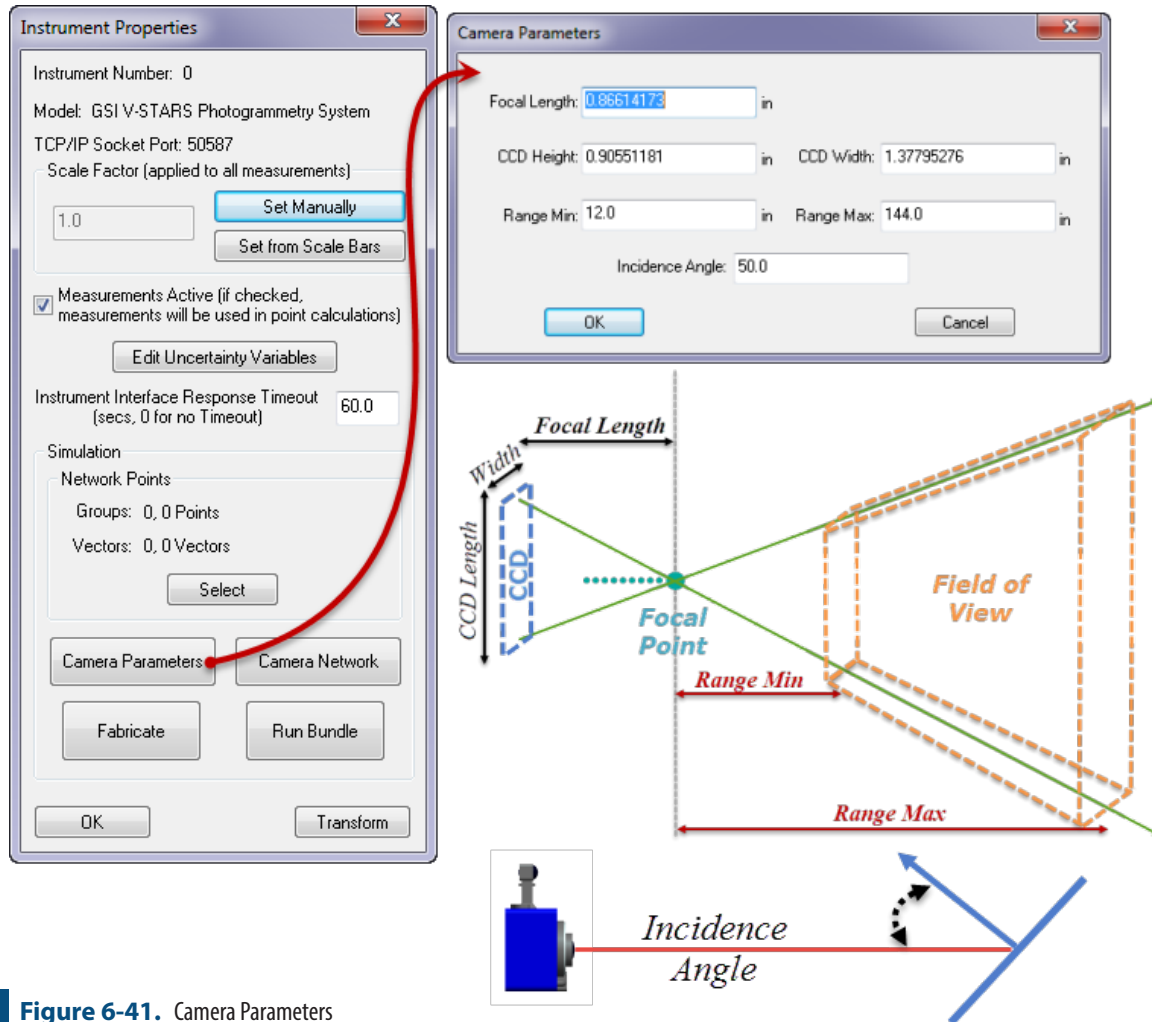 Instrument Properties
Instrument Number: 0
Model: GSI V-STARS Photogrammetry System
TCP/IP Socket Port: 50587
Scale Factor (applied to all measurements)
1.0
Set Manually
Set from Scale Bars
Measurements Active (if checked,
measurements will be used in point calculations)
Edit Uncertainty Variables
Instrument Interface Response Timeout
(secs, 0 for no Timeout)
60.0
Simulation
Network Points
Groups: 0, 0 Points
Vectors: 0, 0 Vectors
Select
Camera Parameters
Camera Network
Fabricate
Run Bundle
OK
Transform
Camera Parameters
Focal Length: 0.86614173 in
CCD Height: 0.90551181 in CCD Width: 1.37795276 in
Range Min: 12.0 in Range Max: 144.0 in
Incidence Angle: 50.0
OK
Cancel
Focal Length
Width
CCD Length
CCD
Focal
Point
Field of
View
Range Min
Range Max
Incidence
Angle
Figure 6-41. Camera Parameters